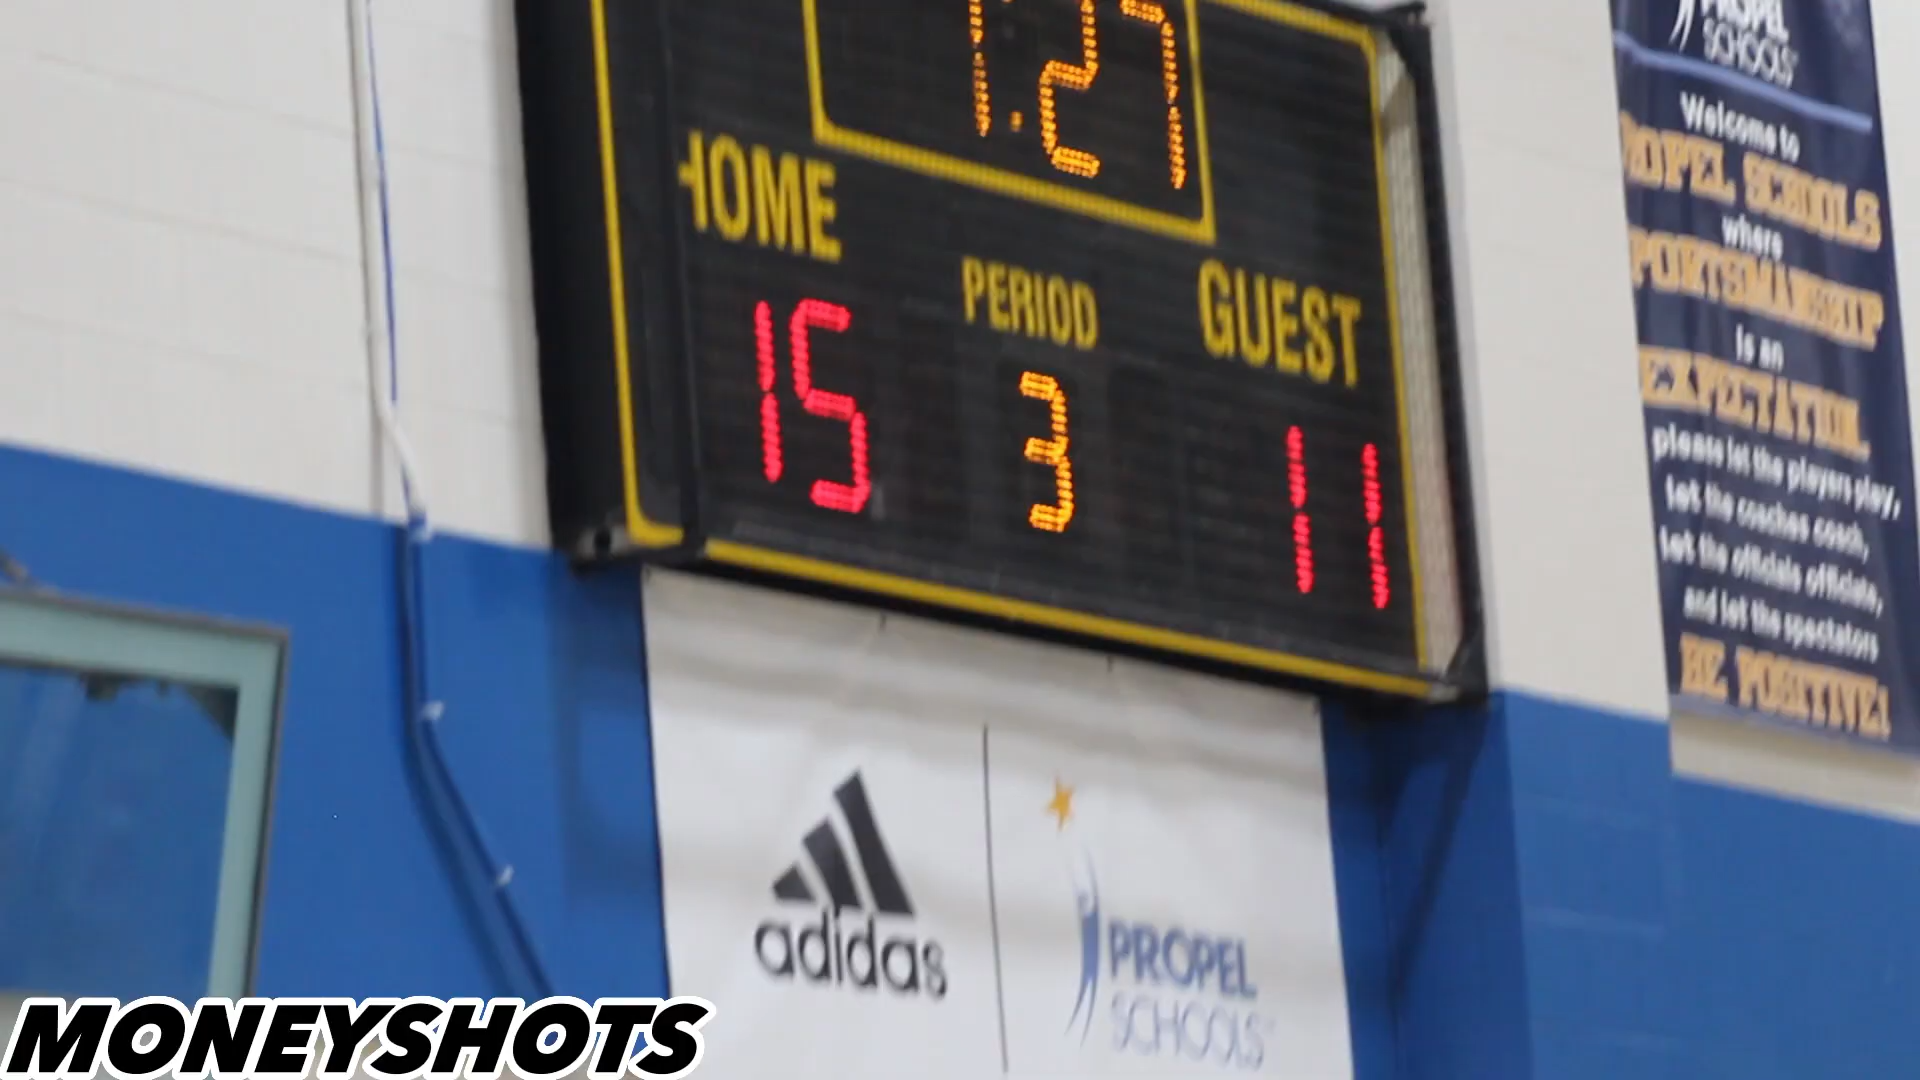 1:27
HOME
PERIOD
GUEST
15
3
11
adidas
PROPEL
SCHOOLS
PROPEL
SCHOOLS
Welcome to
PROPEL SCHOOLS
where
SPORTSMANSHIP
is an
EXPECTATION.
please let the players play,
let the coaches coach,
let the officials officiate,
and let the spectators
BE POSITIVE!
MONEYSHOTS